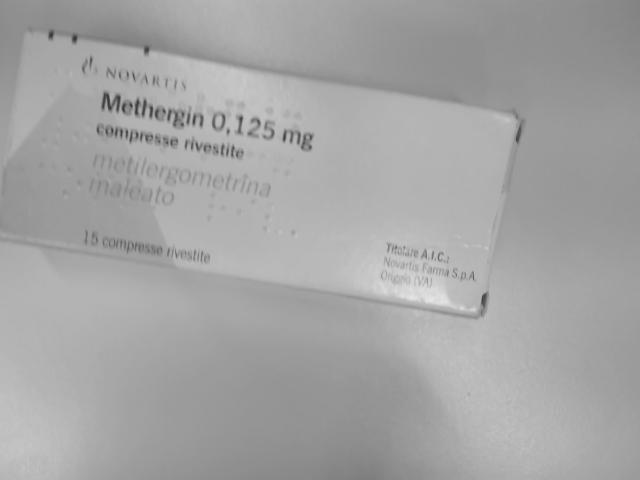 NOVARTIS
Methergin 0,125 mg
compresse rivestite
metilergometrina
maleato
15 compresse rivestite
Titolare A.I.C.:
Novartis Farma S.p.A.
Origgio (VA)